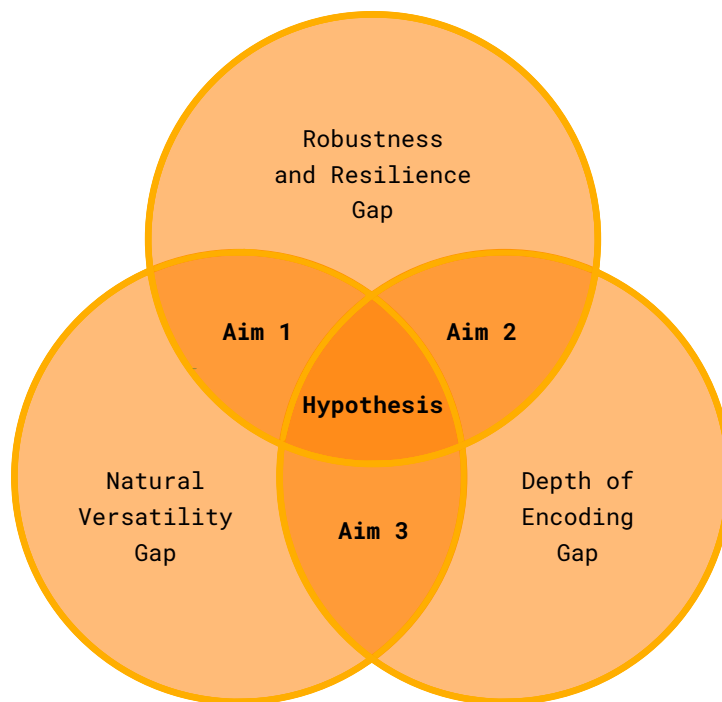 Robustness
and Resilience
Gap
Aim 1
Aim 2
Hypothesis
Natural
Versatility
Gap
Aim 3
Depth of
Encoding
Gap